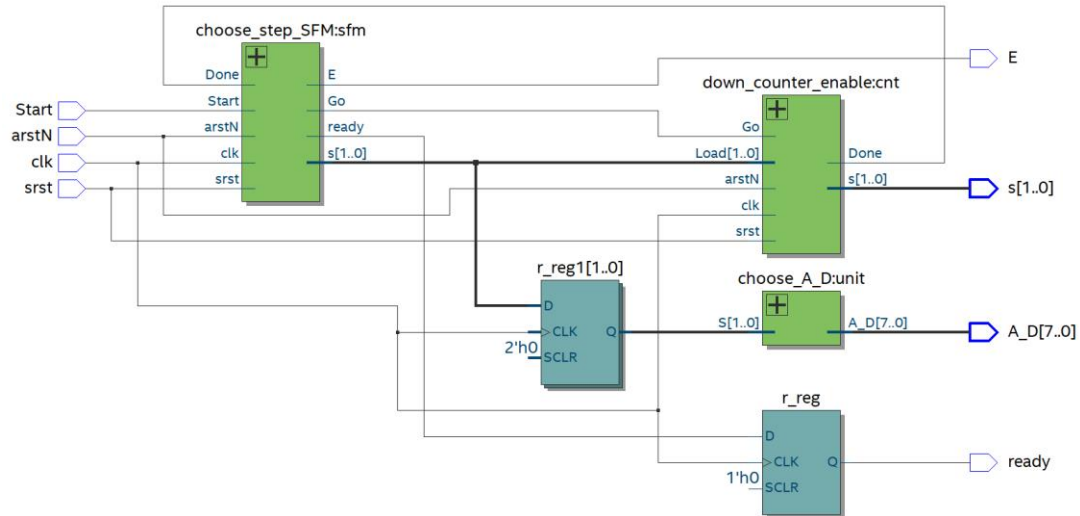 choose_step_SFM:sfm
Done
Start
arstN
clk
srst
E
Go
ready
s[1..0]
Start
arstN
clk
srst
down_counter_enable:cnt
Go
Load[1..0]
arstN
clk
srst
Done
s[1..0]
E
s[1..0]
r_reg1[1..0]
D
CLK
2'h0
SCLR
Q
choose_A_D:unit
S[1..0]
A_D[7..0]
A_D[7..0]
r_reg
D
CLK
1'h0
SCLR
Q
ready